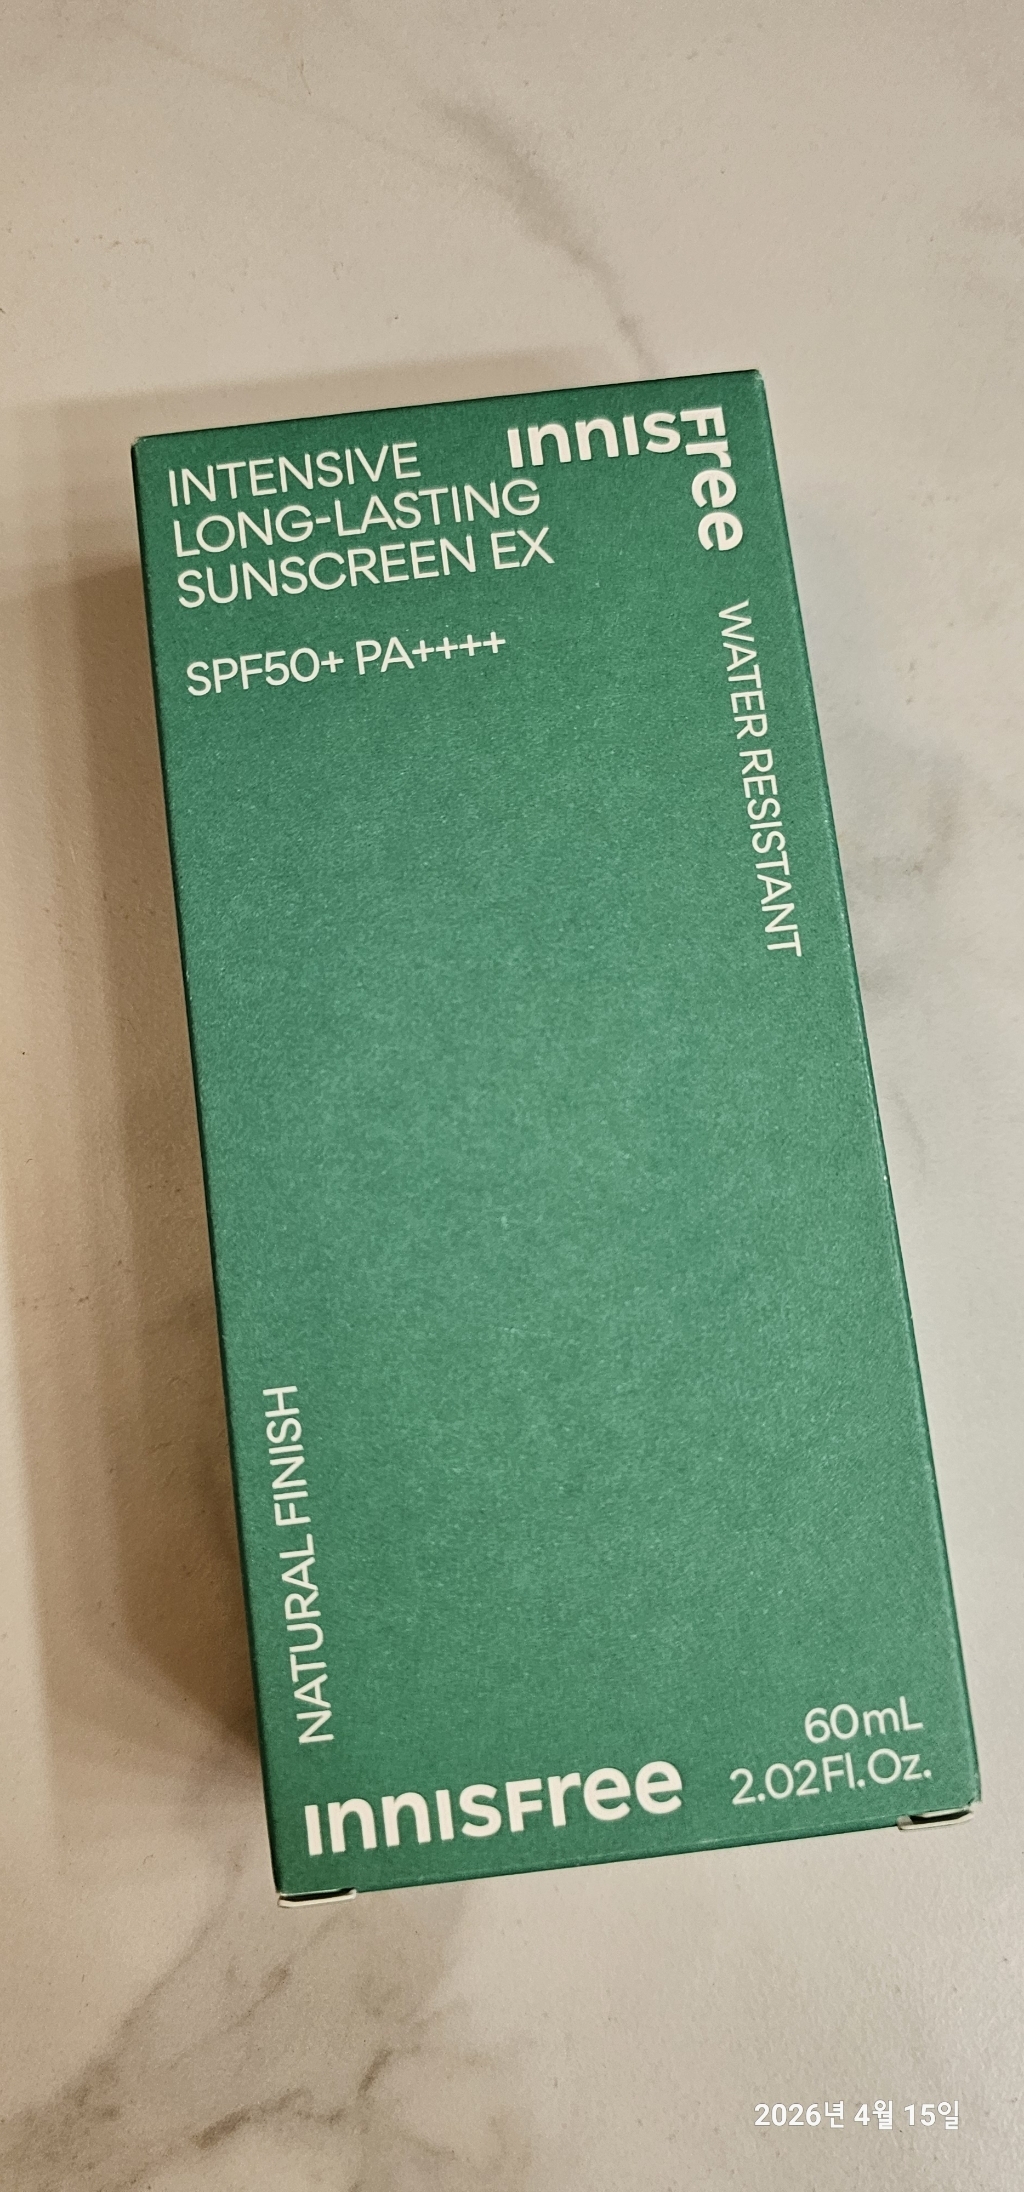 INTENSIVE
LONG-LASTING
SUNSCREEN EX
SPF50+ PA++++
InnisFree
WATER RESISTANT
NATURAL FINISH
InnisFree
60mL
2.02Fl.Oz.
2026년 4월 15일